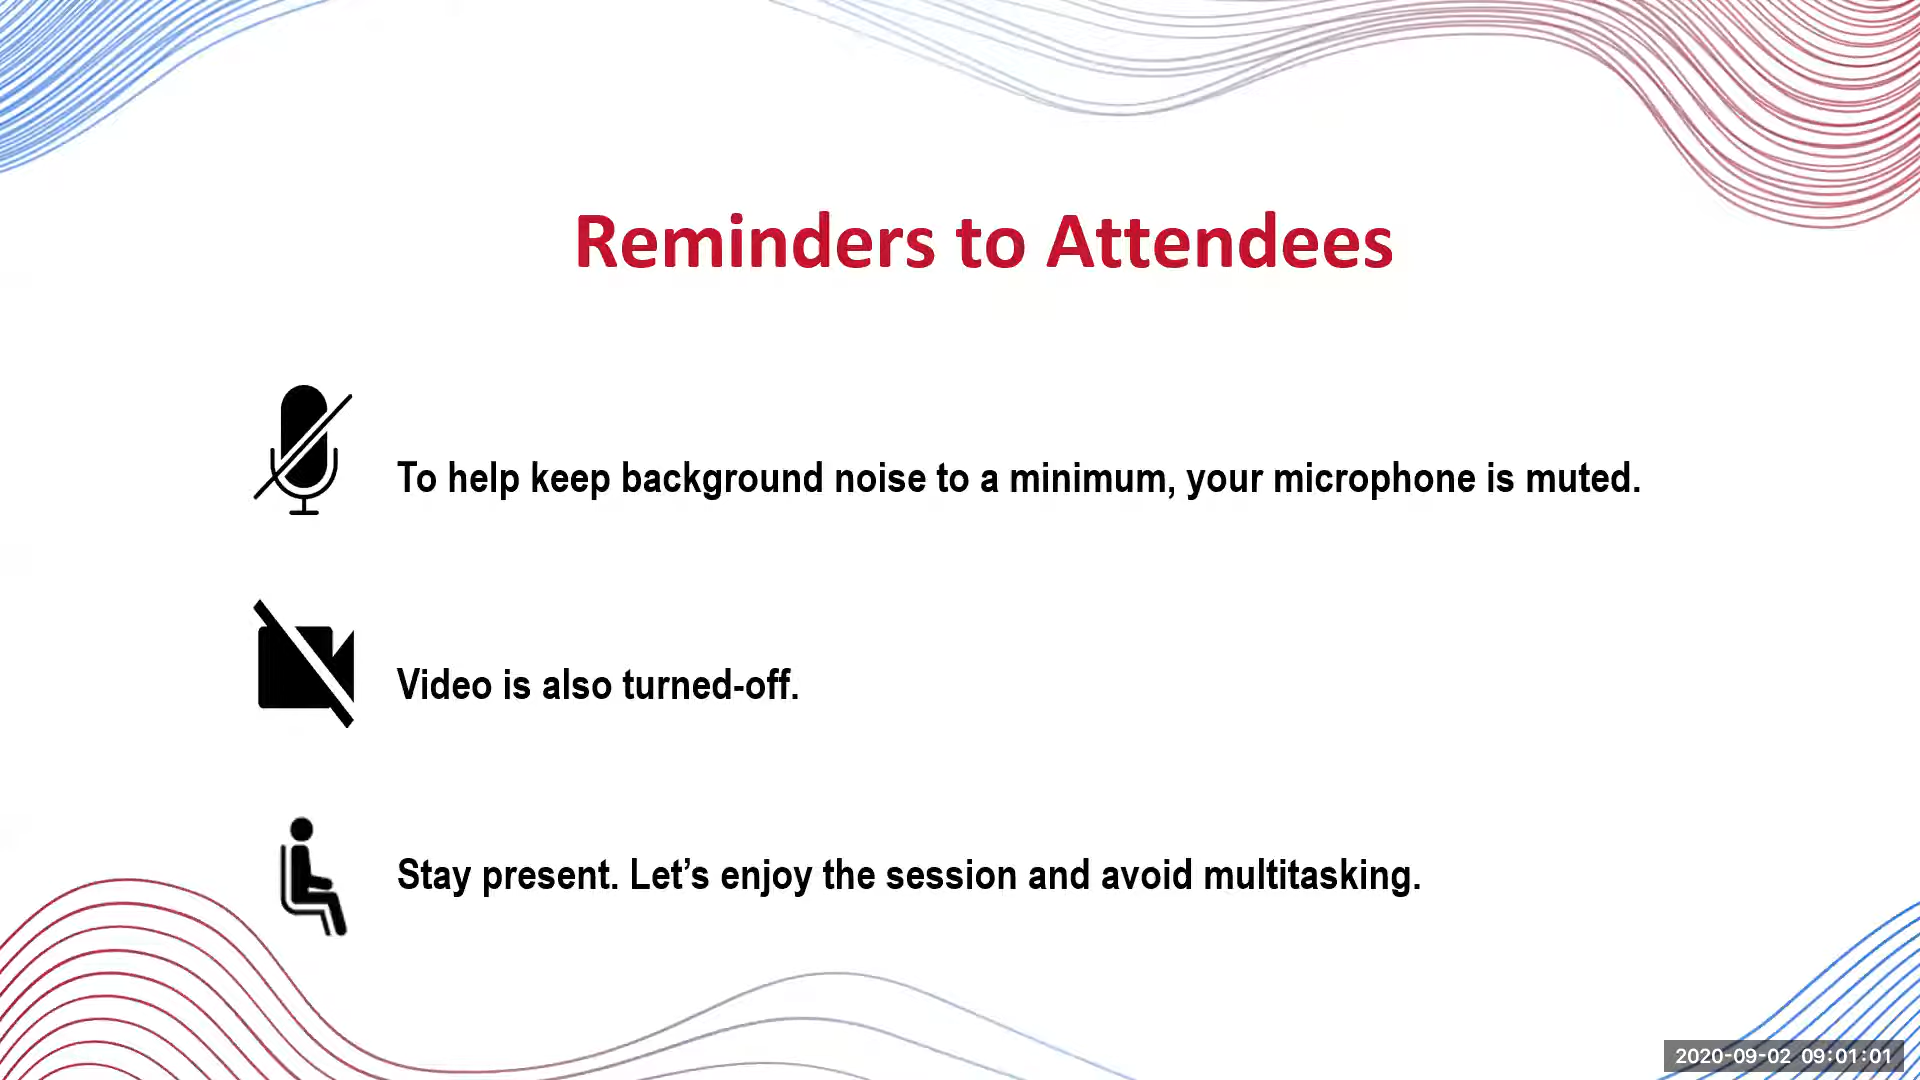 Reminders to Attendees
To help keep background noise to a minimum, your microphone is muted.
Video is also turned-off.
Stay present. Let’s enjoy the session and avoid multitasking.
2020-09-02 09:01:01